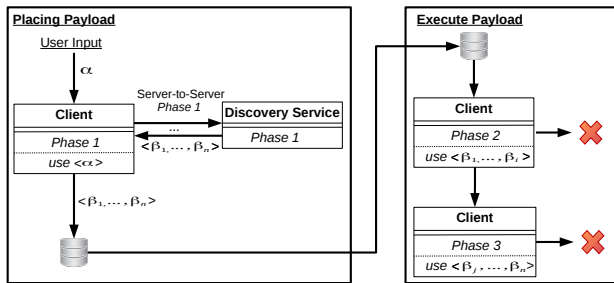 Placing Payload
User Input
α
Client
Phase 1
use <α>
Server-to-Server
Phase 1
...
<β1,... , βn>
Discovery Service
Phase 1
<β1,... , βn>
Execute Payload
Client
Phase 2
use <β1,... , βi>
Client
Phase 3
use <βj, ... , βn>